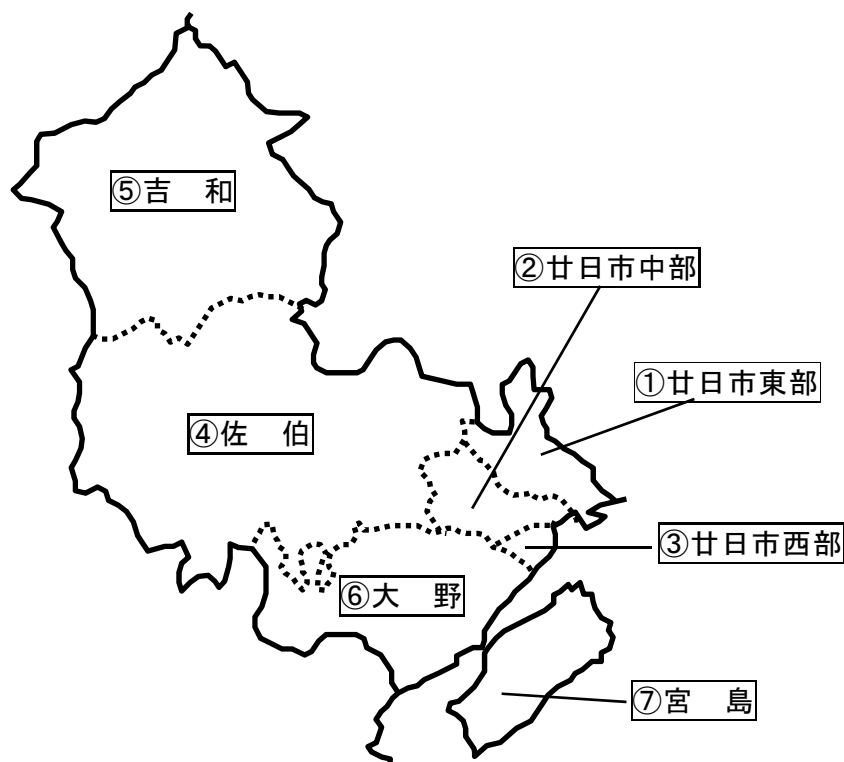 ⑤吉　和
②廿日市中部
①廿日市東部
④佐　伯
③廿日市西部
⑥大　野
⑦宮　島